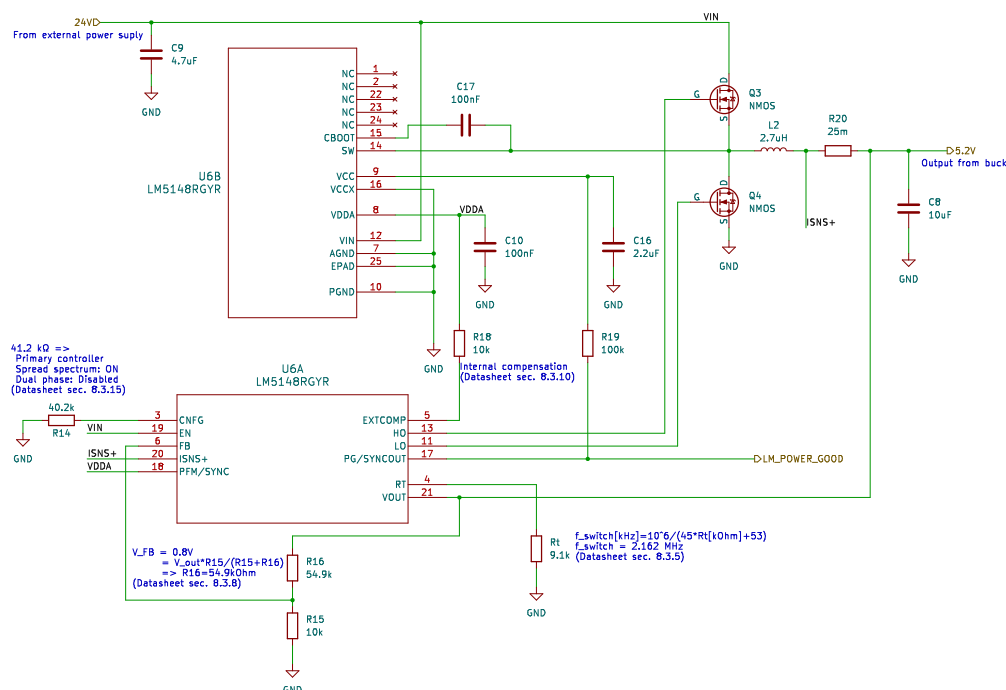 24V
VIN
From external power suply
C9
4.7uF
GND
NC 1
NC 2
NC 22
NC 23
NC 24
CBOOT 15
SW 14
VCC 9
VCCX 16
VDDA 8
VIN 12
AGND 7
EPAD 25
PGND 10
U6B
LM5148RGYR
C17
100nF
G
D
S
Q3
NMOS
L2
2.7uH
R20
25m
5.2V
Output from buck
G
D
S
Q4
NMOS
GND
ISNS+
C8
10uF
GND
VDDA
C10
100nF
GND
C16
2.2uF
GND
GND
R18
10k
R19
100k
Internal compensation
(Datasheet sec. 8.3.10)
41.2 kΩ =>
Primary controller
Spread spectrum: ON
Dual phase: Disabled
(Datasheet sec. 8.3.15)
40.2k
R14
GND
VIN
ISNS+
VDDA
U6A
LM5148RGYR
3 CNFG
19 EN
6 FB
20 ISNS+
18 PFM/SYNC
EXTCOMP 5
HO 13
LO 11
PG/SYNCOUT 17
RT 4
VOUT 21
LM_POWER_GOOD
V_FB = 0.8V
= V_out*R15/(R15+R16)
=> R16=54.9kOhm
(Datasheet sec. 8.3.8)
R16
54.9k
R15
10k
GND
Rt
9.1k
GND
f_switch[kHz]=10^6/(45*Rt[kOhm]+53)
f_switch = 2.162 MHz
(Datasheet sec. 8.3.5)